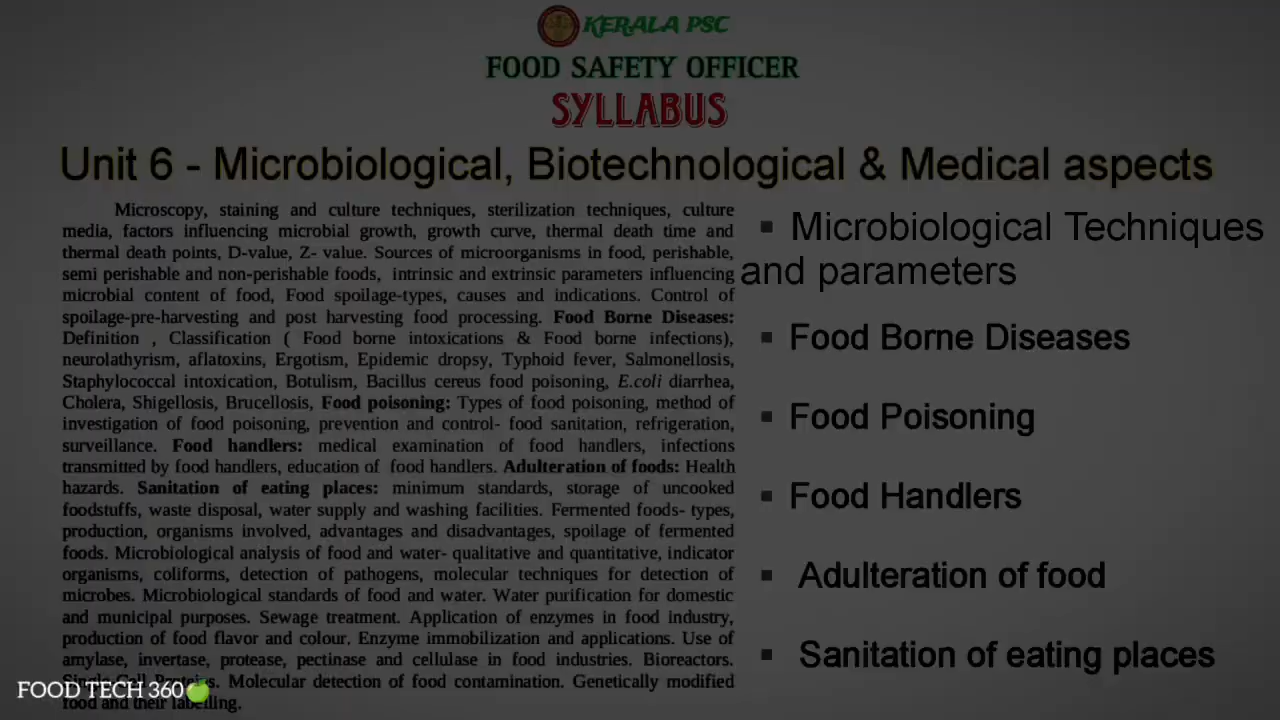 KERALA PSC
FOOD SAFETY OFFICER
SYLLABUS
Unit 6 - Microbiological, Biotechnological & Medical aspects
Microscopy, staining and culture techniques, sterilization techniques, culture
media, factors influencing microbial growth, growth curve, thermal death time and
thermal death points, D-value, Z- value. Sources of microorganisms in food, perishable,
semi perishable and non-perishable foods, intrinsic and extrinsic parameters influencing
microbial content of food, Food spoilage-types, causes and indications. Control of
spoilage-pre-harvesting and post harvesting food processing. Food Borne Diseases:
Definition , Classification ( Food borne intoxications & Food borne infections),
neurolathyrism, aflatoxins, Ergotism, Epidemic dropsy, Typhoid fever, Salmonellosis,
Staphylococcal intoxication, Botulism, Bacillus cereus food poisoning, E.coli diarrhea,
Cholera, Shigellosis, Brucellosis, Food poisoning: Types of food poisoning, method of
investigation of food poisoning, prevention and control- food sanitation, refrigeration,
surveillance. Food handlers: medical examination of food handlers, infections
transmitted by food handlers, education of food handlers. Adulteration of foods: Health
hazards. Sanitation of eating places: minimum standards, storage of uncooked
foodstuffs, waste disposal, water supply and washing facilities. Fermented foods- types,
production, organisms involved, advantages and disadvantages, spoilage of fermented
foods. Microbiological analysis of food and water- qualitative and quantitative, indicator
organisms, coliforms, detection of pathogens, molecular techniques for detection of
microbes. Microbiological standards of food and water. Water purification for domestic
and municipal purposes. Sewage treatment. Application of enzymes in food industry,
production of food flavor and colour. Enzyme immobilization and applications. Use of
amylase, invertase, protease, pectinase and cellulase in food industries. Bioreactors.
Single Cell Proteins. Molecular detection of food contamination. Genetically modified
food and their labelling.
▪ Microbiological Techniques
and parameters
▪ Food Borne Diseases
▪ Food Poisoning
▪ Food Handlers
▪ Adulteration of food
▪ Sanitation of eating places
FOOD TECH 360